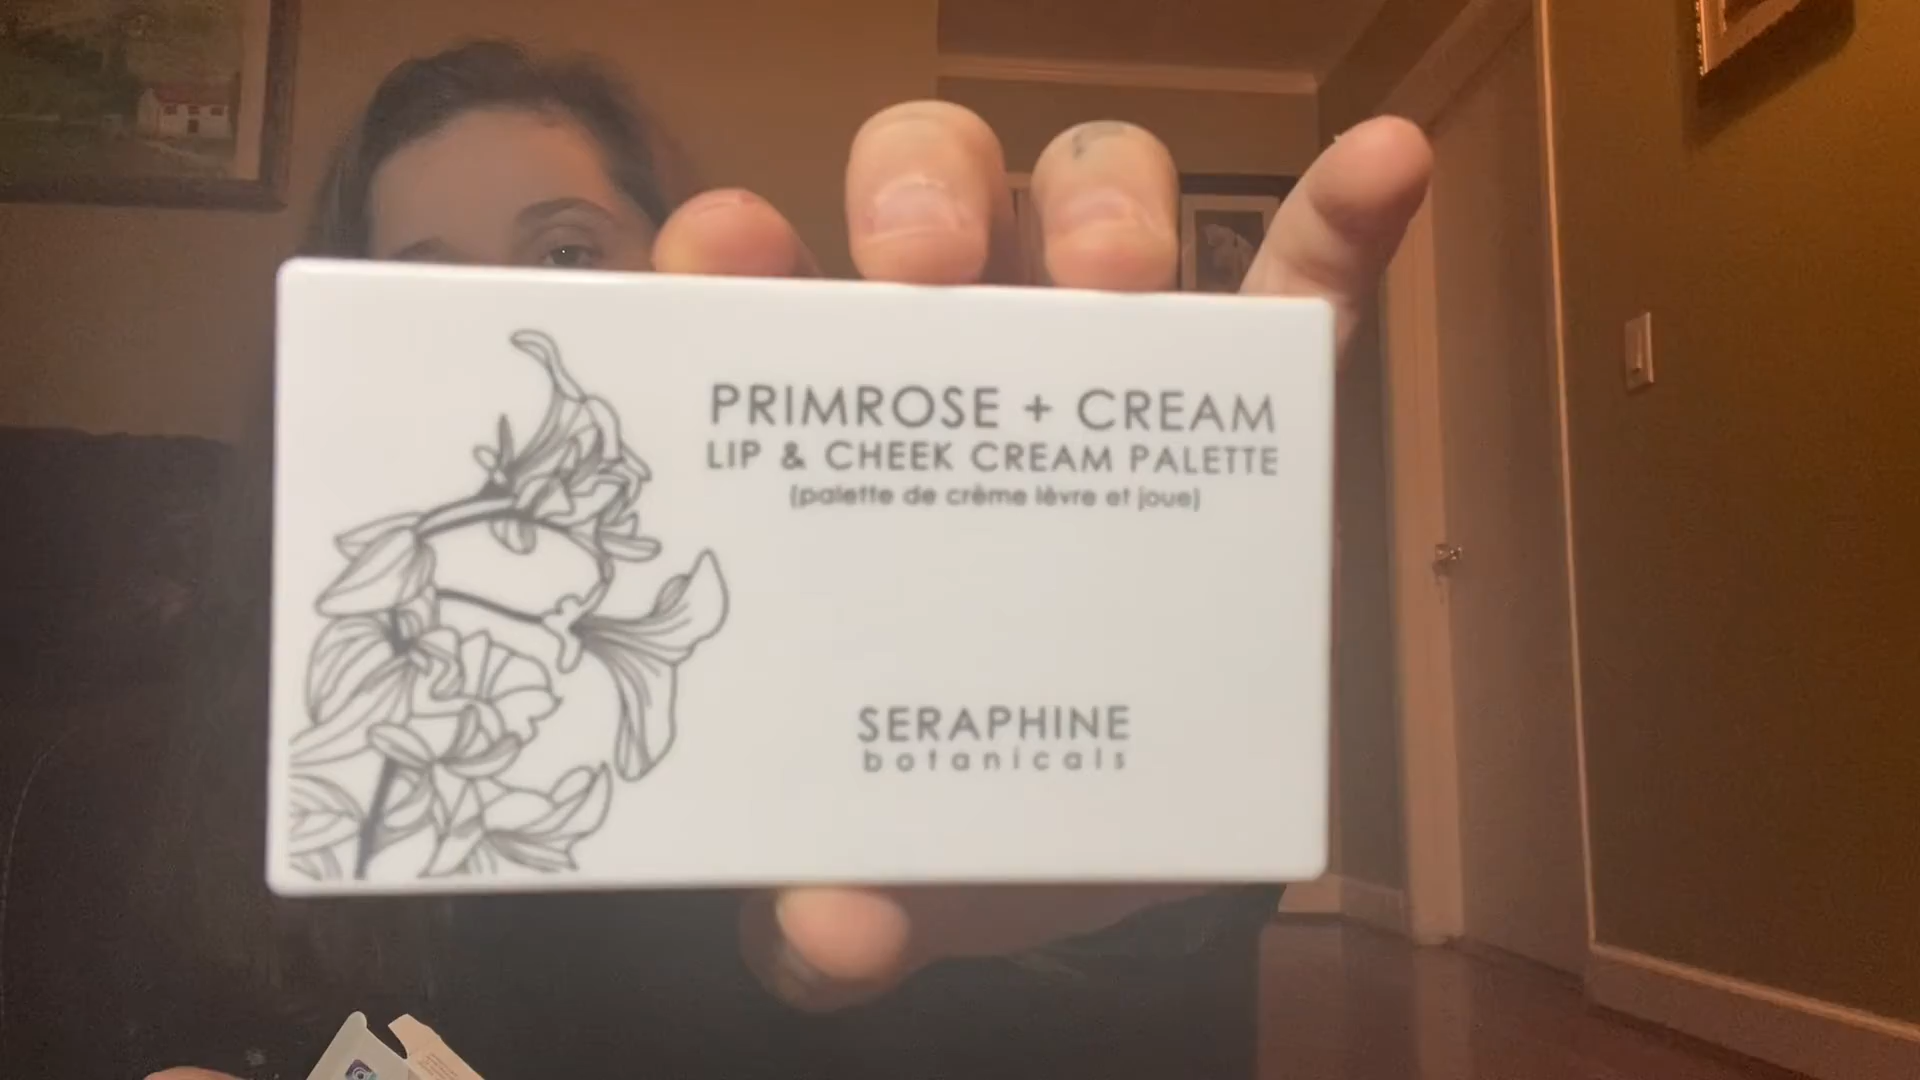 PRIMROSE + CREAM
LIP & CHEEK CREAM PALETTE
(palette de crème lèvre et joue)
SERAPHINE
botanicals